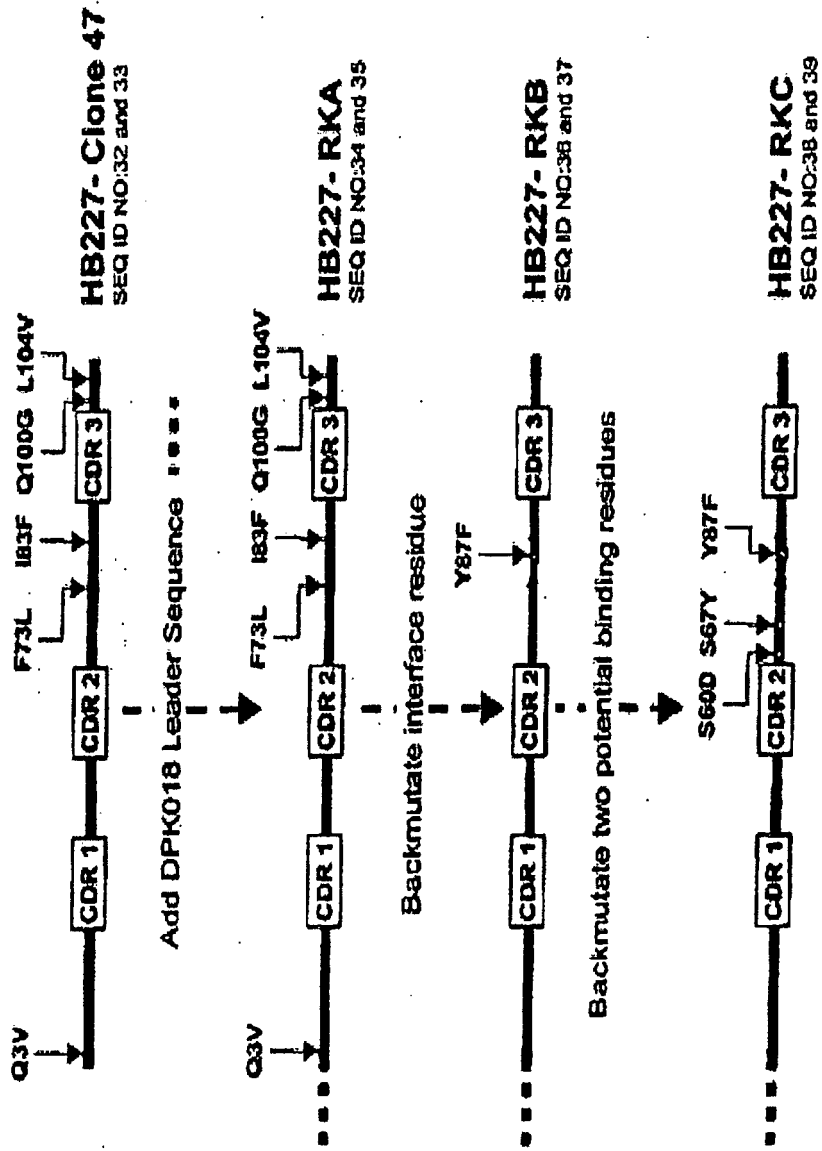 Q3V F73L I83F Q100G L104V
CDR 1 CDR 2 CDR 3
HB227- Clone 47
SEQ ID NO:32 and 33
Add DPK018 Leader Sequence
Q3V F73L I83F Q100G L104V
CDR 1 CDR 2 CDR 3
HB227- RKA
SEQ ID NO:34 and 35
Backmutate interface residue
Y87F
CDR 1 CDR 2 CDR 3
HB227- RKB
SEQ ID NO:36 and 37
Backmutate two potential binding residues
S60D S67Y Y87F
CDR 1 CDR 2 CDR 3
HB227- RKC
SEQ ID NO:38 and 39